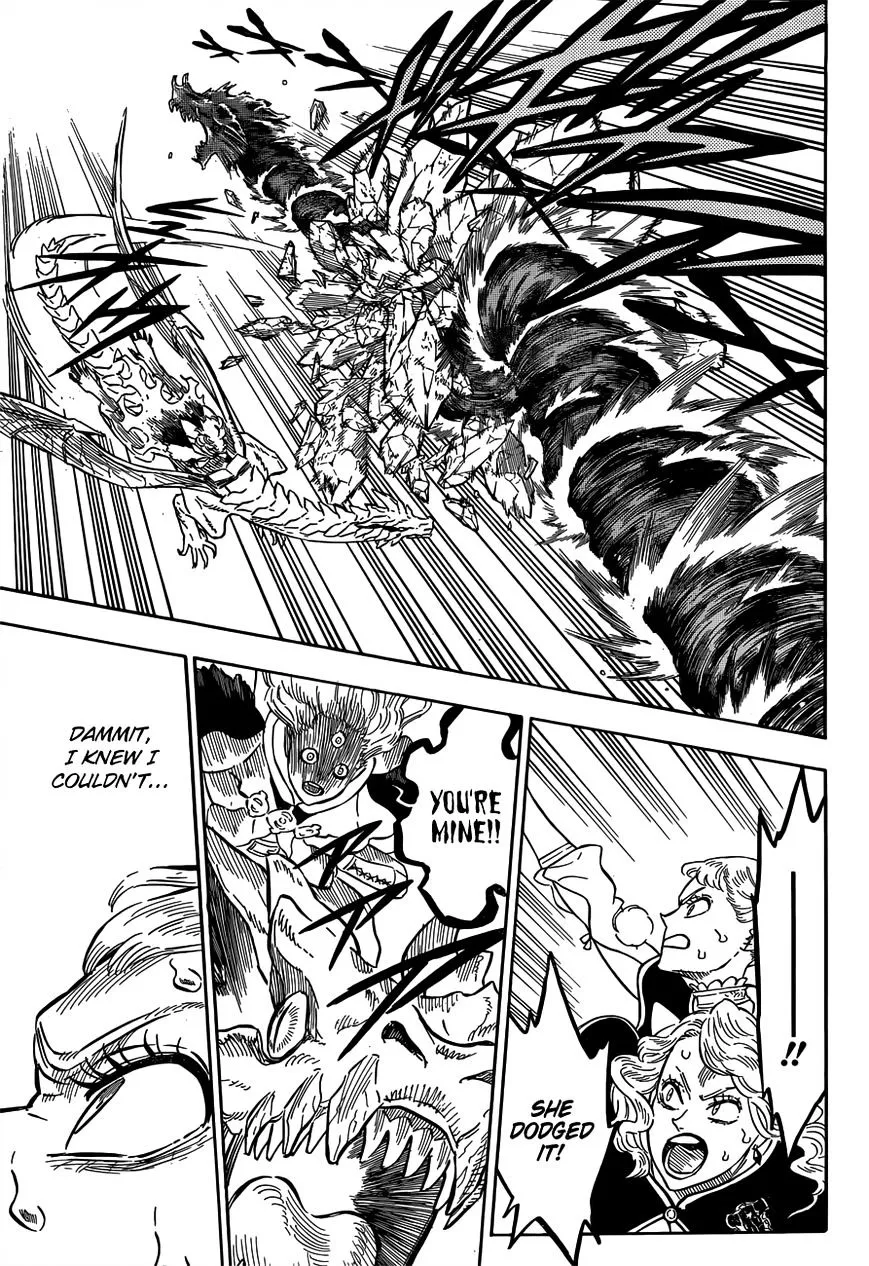 !!
SHE
DODGED
IT!
YOU'RE
MINE!!
DAMMIT,
I KNEW I
COULDN'T...